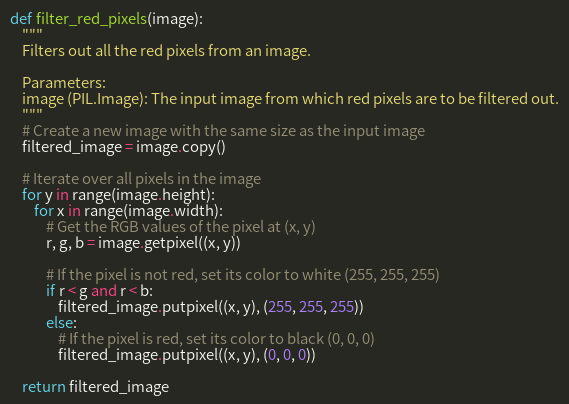 def filter_red_pixels(image):
    """
    Filters out all the red pixels from an image.

    Parameters:
    image (PIL.Image): The input image from which red pixels are to be filtered out.
    """
    # Create a new image with the same size as the input image
    filtered_image = image.copy()

    # Iterate over all pixels in the image
    for y in range(image.height):
        for x in range(image.width):
            # Get the RGB values of the pixel at (x, y)
            r, g, b = image.getpixel((x, y))

            # If the pixel is not red, set its color to white (255, 255, 255)
            if r < g and r < b:
                filtered_image.putpixel((x, y), (255, 255, 255))
            else:
                # If the pixel is red, set its color to black (0, 0, 0)
                filtered_image.putpixel((x, y), (0, 0, 0))

    return filtered_image